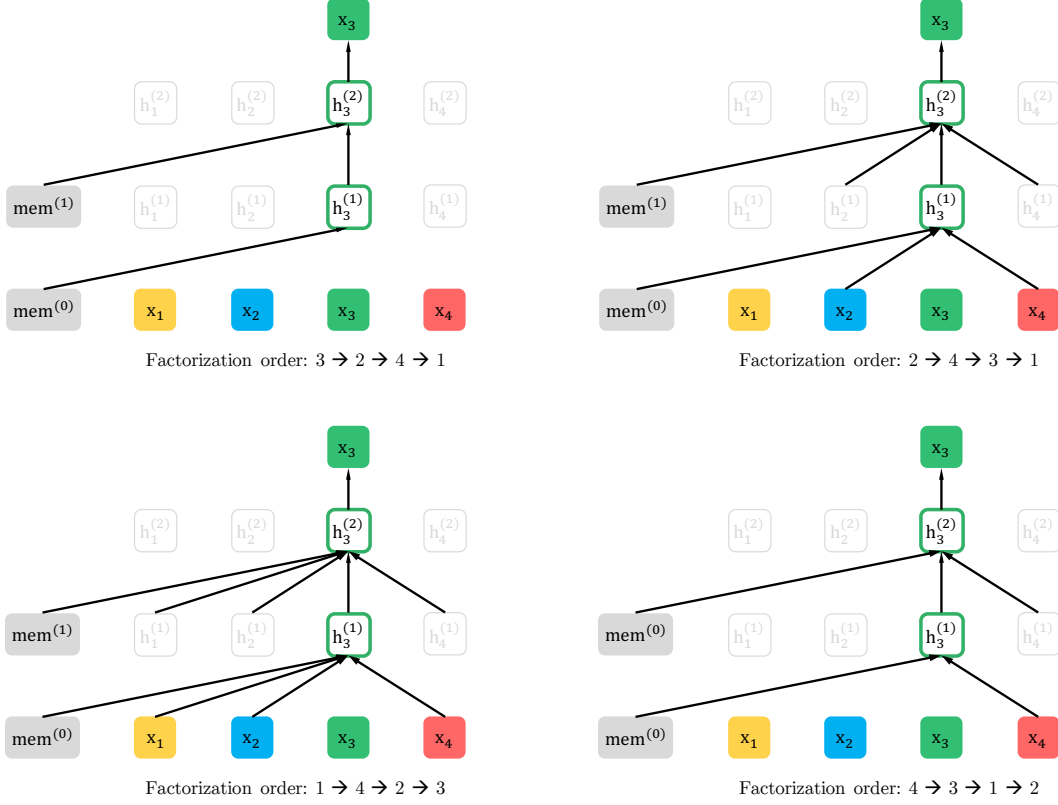 x₃
h₁⁽²⁾ h₂⁽²⁾ h₃⁽²⁾ h₄⁽²⁾
mem⁽¹⁾ h₁⁽¹⁾ h₂⁽¹⁾ h₃⁽¹⁾ h₄⁽¹⁾
mem⁽⁰⁾ x₁ x₂ x₃ x₄
Factorization order: 3 → 2 → 4 → 1
x₃
h₁⁽²⁾ h₂⁽²⁾ h₃⁽²⁾ h₄⁽²⁾
mem⁽¹⁾ h₁⁽¹⁾ h₂⁽¹⁾ h₃⁽¹⁾ h₄⁽¹⁾
mem⁽⁰⁾ x₁ x₂ x₃ x₄
Factorization order: 2 → 4 → 3 → 1
x₃
h₁⁽²⁾ h₂⁽²⁾ h₃⁽²⁾ h₄⁽²⁾
mem⁽¹⁾ h₁⁽¹⁾ h₂⁽¹⁾ h₃⁽¹⁾ h₄⁽¹⁾
mem⁽⁰⁾ x₁ x₂ x₃ x₄
Factorization order: 1 → 4 → 2 → 3
x₃
h₁⁽²⁾ h₂⁽²⁾ h₃⁽²⁾ h₄⁽²⁾
mem⁽⁰⁾ h₁⁽¹⁾ h₂⁽¹⁾ h₃⁽¹⁾ h₄⁽¹⁾
mem⁽⁰⁾ x₁ x₂ x₃ x₄
Factorization order: 4 → 3 → 1 → 2